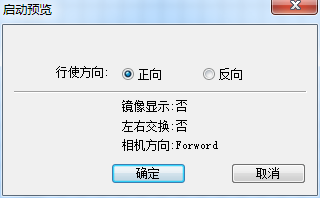 启动预览
行使方向: 正向 反向
镜像显示:否
左右交换:否
相机方向:Forword
确定 取消